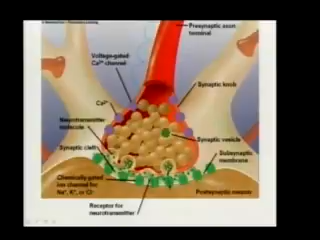 Presynaptic axon
terminal
Voltage-gated
Ca2+ channel
Synaptic knob
Ca2+
Neurotransmitter
molecule
Synaptic cleft
Synaptic vesicle
Subsynaptic
membrane
Chemically-gated
ion channel for
Na+, K+, or Cl-
Postsynaptic neuron
Receptor for
neurotransmitter